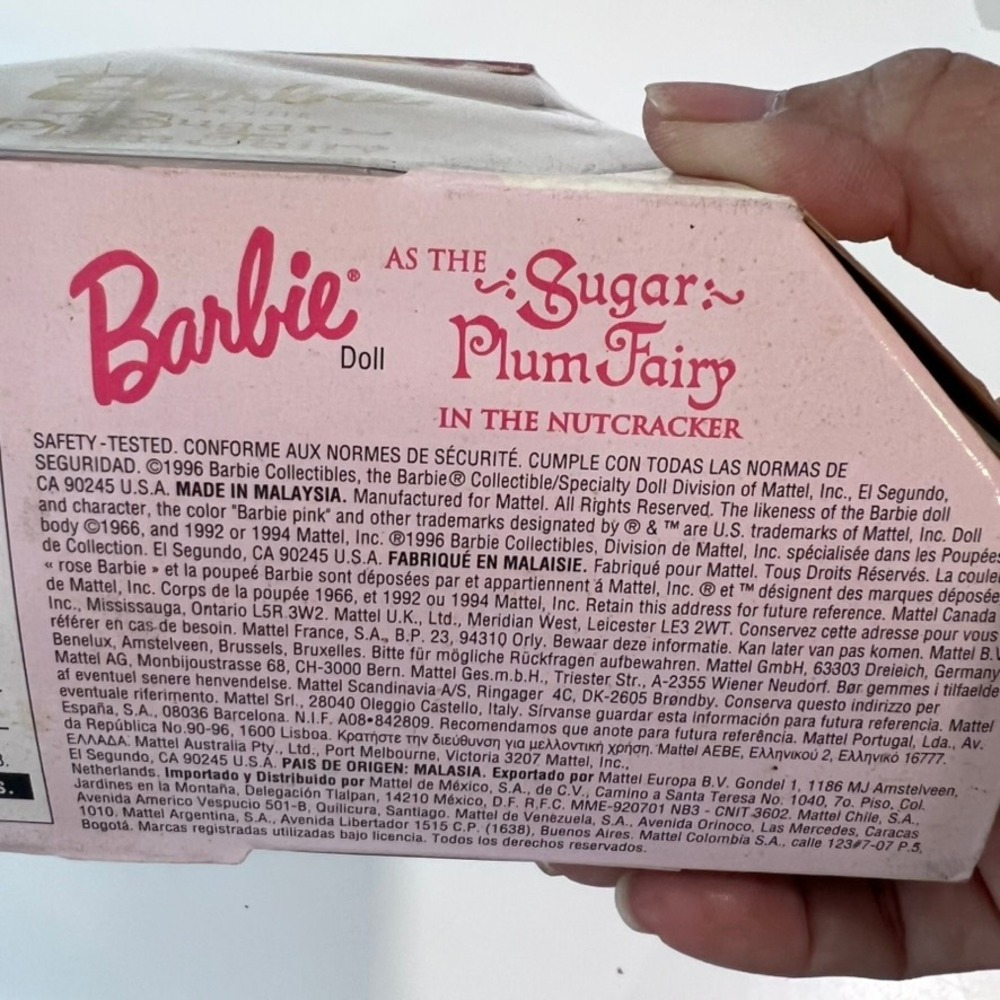 Barbie® Doll
AS THE
Sugar
Plum Fairy
IN THE NUTCRACKER
SAFETY-TESTED. CONFORME AUX NORMES DE SÉCURITÉ. CUMPLE CON TODAS LAS NORMAS DE
SEGURIDAD. ©1996 Barbie Collectibles, the Barbie® Collectible/Specialty Doll Division of Mattel, Inc., El Segundo,
CA 90245 U.S.A. MADE IN MALAYSIA. Manufactured for Mattel. All Rights Reserved. The likeness of the Barbie doll
and character, the color "Barbie pink" and other trademarks designated by ® & ™ are U.S. trademarks of Mattel, Inc. Doll
body ©1966, and 1992 or 1994 Mattel, Inc. ®1996 Barbie Collectibles, Division de Mattel, Inc. spécialisée dans les Poupées
de Collection. El Segundo, CA 90245 U.S.A. FABRIQUÉ EN MALAISIE. Fabriqué pour Mattel. Tous Droits Réservés. La couleu
« rose Barbie » et la poupeé Barbie sont déposées par et appartiennent á Mattel, Inc. ® et ™ désignent des marques déposée
de Mattel, Inc. Corps de la poupée 1966, et 1992 ou 1994 Mattel, Inc. Retain this address for future reference. Mattel Canada
Inc., Mississauga, Ontario L5R 3W2. Mattel U.K., Ltd., Meridian West, Leicester LE3 2WT. Conservez cette adresse pour vous
référer en cas de besoin. Mattel France, S.A., B.P. 23, 94310 Orly. Bewaar deze informatie. Kan later van pas komen. Mattel B.V
Benelux, Amstelveen, Brussels, Bruxelles. Bitte für mögliche Rückfragen aufbewahren. Mattel GmbH, 63303 Dreieich, Germany
Mattel AG, Monbijoustrasse 68, CH-3000 Bern. Mattel Ges.m.b.H., Triester Str., A-2355 Wiener Neudorf. Bør gemmes i tilfælde
af eventuel senere henvendelse. Mattel Scandinavia A/S, Ringager 4C, DK-2605 Brøndby. Conserva questo indirizzo per
eventuale riferimento. Mattel Srl., 28040 Oleggio Castello, Italy. Sírvanse guardar esta información para futura referencia. Mattel
España, S.A., 08036 Barcelona. N.I.F. A08•842809. Recomendamos que anote para futura referência. Mattel Portugal, Lda., Av.
da República No.90-96, 1600 Lisboa. Κρατήστε την διεύθυνση για μελλοντική χρήση. Mattel AEBE, Ελληνικού 2, Ελληνικό 16777.
ΕΛΛΑΔΑ. Mattel Australia Pty., Ltd., Port Melbourne, Victoria 3207 Mattel, Inc.,
El Segundo, CA 90245 U.S.A. PAIS DE ORIGEN: MALASIA. Exportado por Mattel Europa B.V. Gondel 1, 1186 MJ Amstelveen,
Netherlands. Importado y Distribuido por Mattel de México, S.A., de C.V., Camino a Santa Teresa No. 1040, 7o. Piso, Col.
Jardines en la Montaña, Delegación Tlalpan, 14210 México, D.F. R.F.C. MME-920701 NB3 - CNIT 3602. Mattel Chile, S.A.,
Avenida Americo Vespucio 501-B, Quilicura, Santiago. Mattel de Venezuela, S.A., Avenida Orinoco, Las Mercedes, Caracas
1010. Mattel Argentina, S.A., Avenida Libertador 1515 C.P. (1638), Buenos Aires. Mattel Colombia S.A., calle 123#7-07 P.5,
Bogotá. Marcas registradas utilizadas bajo licencia. Todos los derechos reservados.